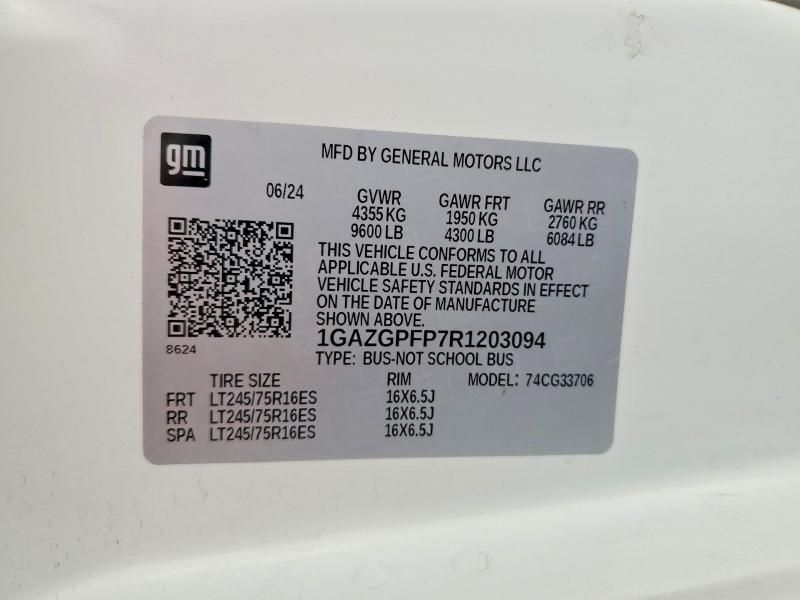 gm
MFD BY GENERAL MOTORS LLC
06/24 GVWR GAWR FRT GAWR RR
4355 KG 1950 KG 2760 KG
9600 LB 4300 LB 6084 LB
THIS VEHICLE CONFORMS TO ALL
APPLICABLE U.S. FEDERAL MOTOR
VEHICLE SAFETY STANDARDS IN EFFECT
ON THE DATE OF MANUFACTURE
SHOWN ABOVE.
1GAZGPFP7R1203094
8624
TYPE: BUS-NOT SCHOOL BUS
TIRE SIZE RIM MODEL: 74CG33706
FRT LT245/75R16ES 16X6.5J
RR LT245/75R16ES 16X6.5J
SPA LT245/75R16ES 16X6.5J